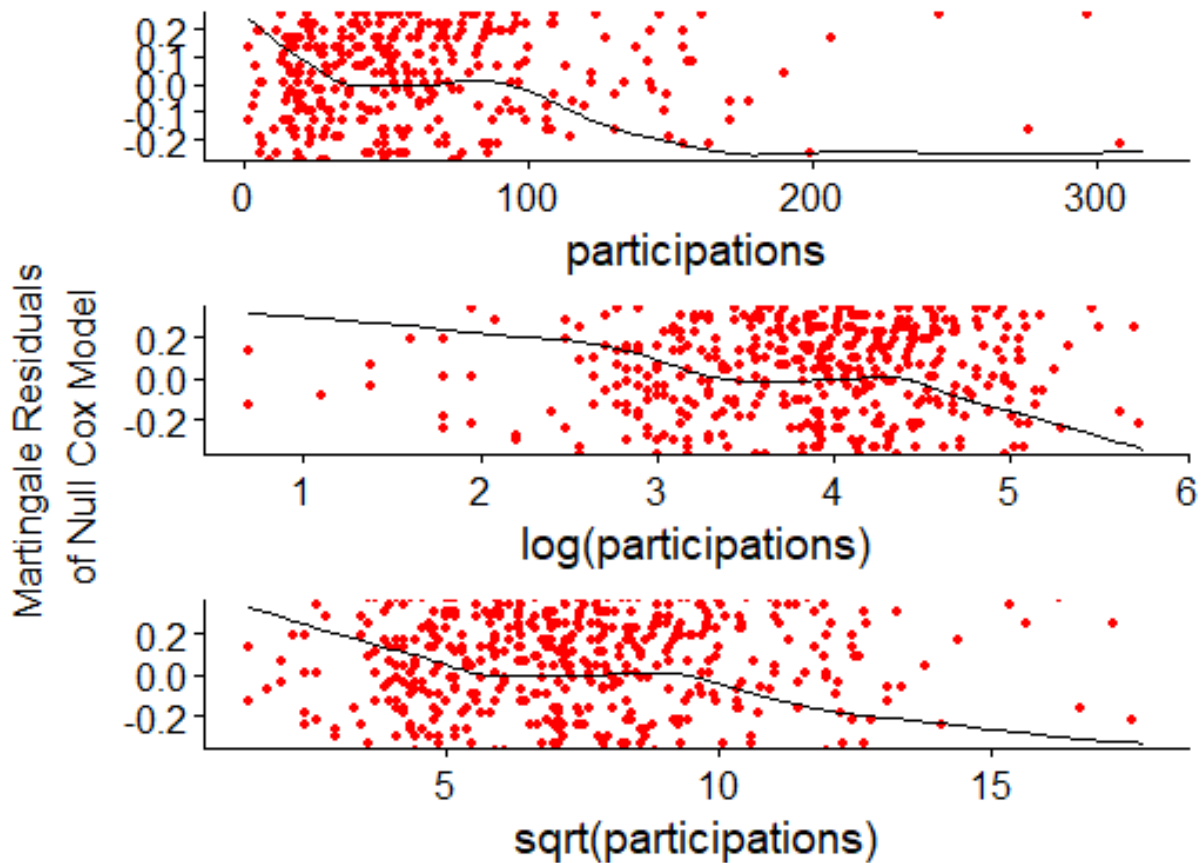 Martingale Residuals
of Null Cox Model
0.2
0.1
0.0
-0.1
-0.2
0 100 200 300
participations
0.2
0.0
-0.2
1 2 3 4 5 6
log(participations)
0.2
0.0
-0.2
5 10 15
sqrt(participations)